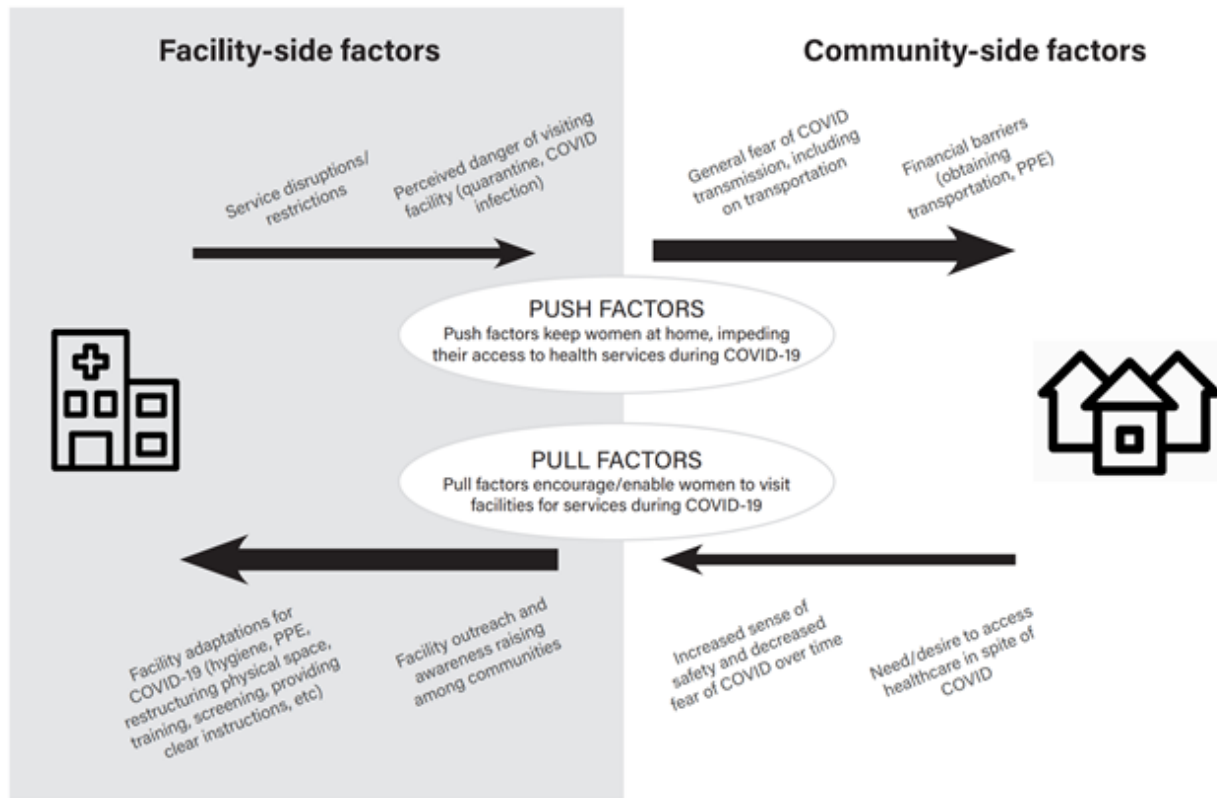 Facility-side factors
Community-side factors
Service disruptions/
restrictions
Perceived danger of visiting
facility (quarantine, COVID
infection)
General fear of COVID
transmission, including
on transportation
Financial barriers
(obtaining
transportation, PPE)
PUSH FACTORS
Push factors keep women at home, impeding
their access to health services during COVID-19
PULL FACTORS
Pull factors encourage/enable women to visit
facilities for services during COVID-19
Facility adaptations for
COVID-19 (hygiene, PPE,
restructuring physical space,
training, screening, providing
clear instructions, etc)
Facility outreach and
awareness raising
among communities
Increased sense of
safety and decreased
fear of COVID over time
Need/desire to access
healthcare in spite of
COVID